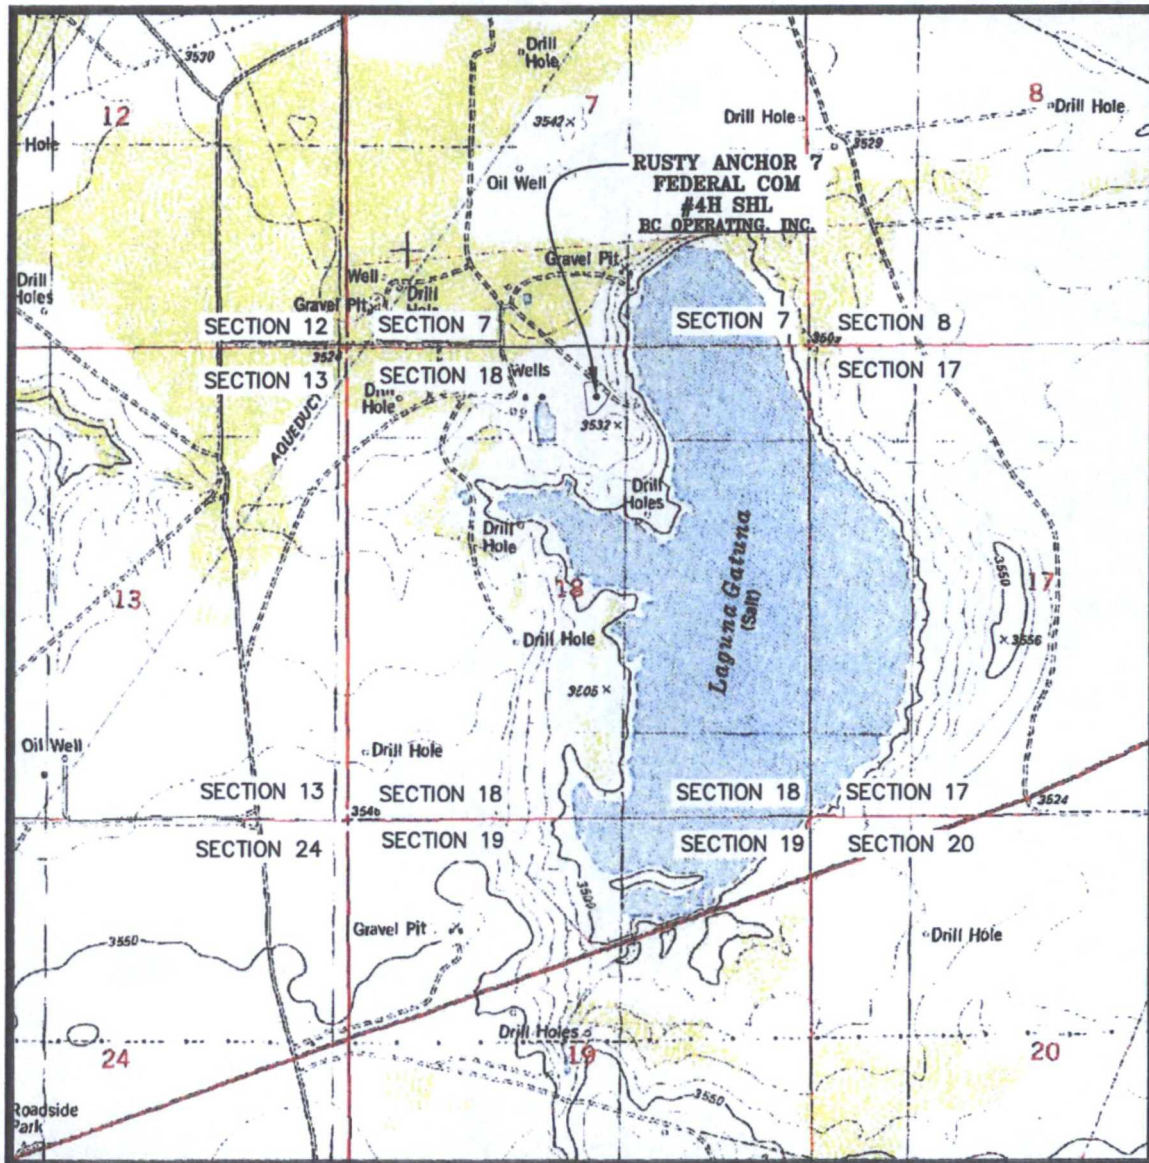 3530
Drill
Hole
12
7
3542
8
Drill Hole
Drill Hole
Hole
3529
Oil Well
RUSTY ANCHOR 7
FEDERAL COM
#4H SHL
BC OPERATING, INC.
Gravel Pit
Well
Drill
Holes
Drill
Gravel Pit
SECTION 12
SECTION 7
SECTION 7
SECTION 8
SECTION 13
SECTION 18
Wells
SECTION 17
Hole
AQUEDUCT
3532
Drill
Holes
Drill
Hole
Laguna Gatuna
(Salt)
13
18
17
3550
3556
Drill Hole
3505
Oil Well
Drill Hole
SECTION 13
SECTION 18
SECTION 18
SECTION 17
3524
SECTION 24
SECTION 19
SECTION 19
SECTION 20
3500
Gravel Pit
3550
Drill Hole
Drill Holes
24
19
20
3550
Roadside
Park